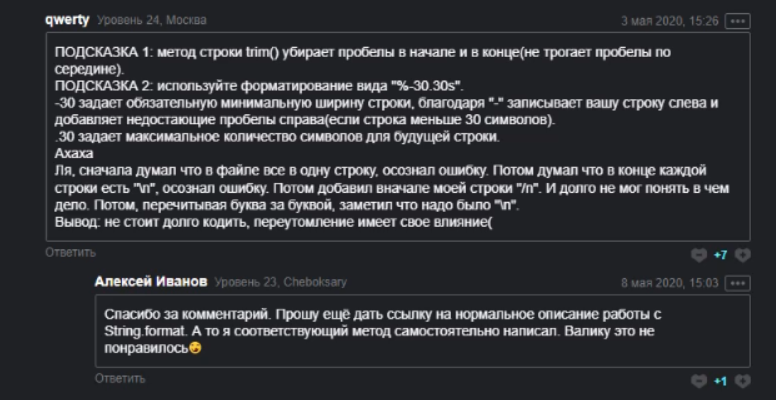 qwerty Уровень 24, Москва
3 мая 2020, 15:26
ПОДСКАЗКА 1: метод строки trim() убирает пробелы в начале и в конце(не трогает пробелы по
середине).
ПОДСКАЗКА 2: используйте форматирование вида "%-30.30s".
-30 задает обязательную минимальную ширину строки, благодаря "-" записывает вашу строку слева и
добавляет недостающие пробелы справа(если строка меньше 30 символов).
.30 задает максимальное количество символов для будущей строки.
Ахаха
Ля, сначала думал что в файле все в одну строку, осознал ошибку. Потом думал что в конце каждой
строки есть "\n", осознал ошибку. Потом добавил вначале моей строки "/n". И долго не мог понять в чем
дело. Потом, перечитывая буква за буквой, заметил что надо было "\n".
Вывод: не стоит долго кодить, переутомление имеет свое влияние(
Ответить
+7
Алексей Иванов Уровень 23, Cheboksary
8 мая 2020, 15:03
Спасибо за комментарий. Прошу ещё дать ссылку на нормальное описание работы с
String.format. А то я соответствующий метод самостоятельно написал. Валику это не
понравилось
Ответить
+1